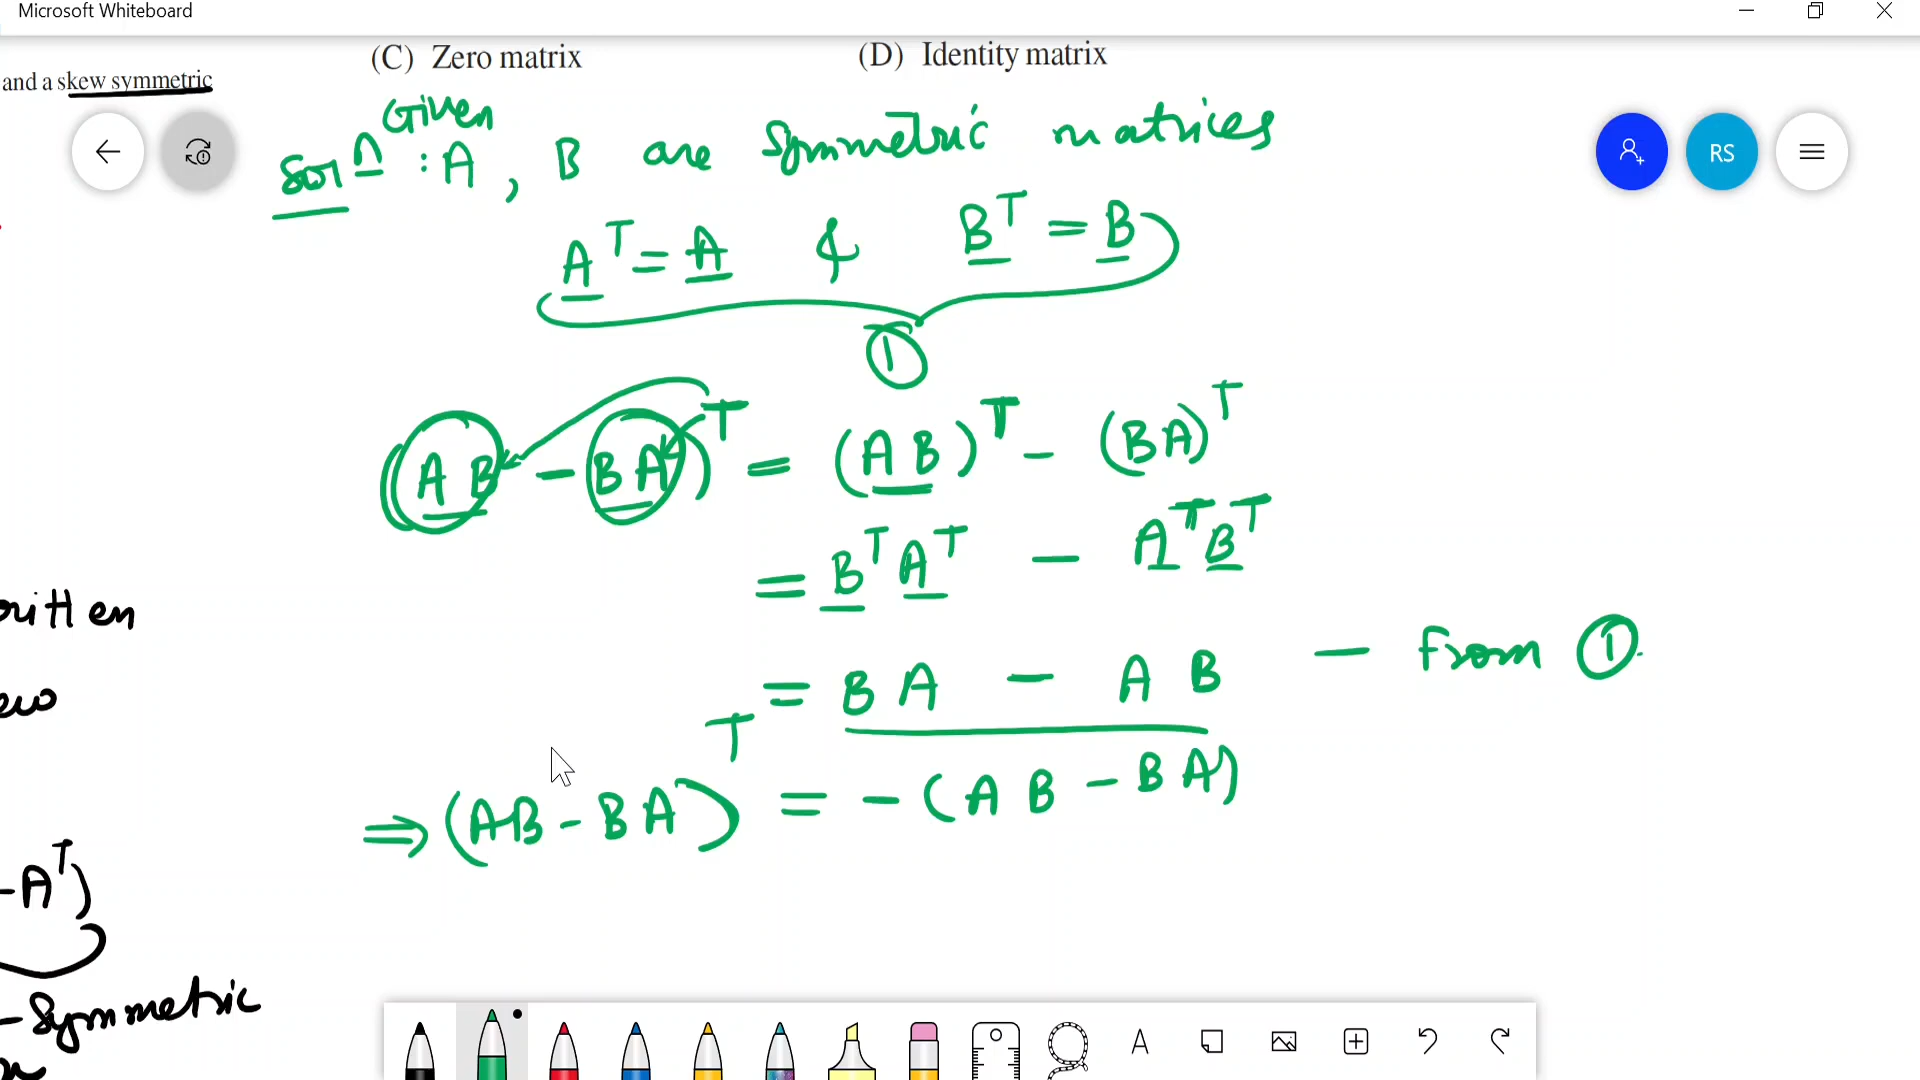 Microsoft Whiteboard
(C) Zero matrix (D) Identity matrix
and a skew symmetric
Given
Solⁿ : A, B are Symmetric matrices
RS
Aᵀ = A & Bᵀ = B
①
(AB - BA)ᵀ = (AB)ᵀ - (BA)ᵀ
= BᵀAᵀ - AᵀBᵀ
= BA - AB - from ①.
⇒ (AB - BA)ᵀ = -(AB - BA)
ritten
-Aᵀ)
- Symmetric
A